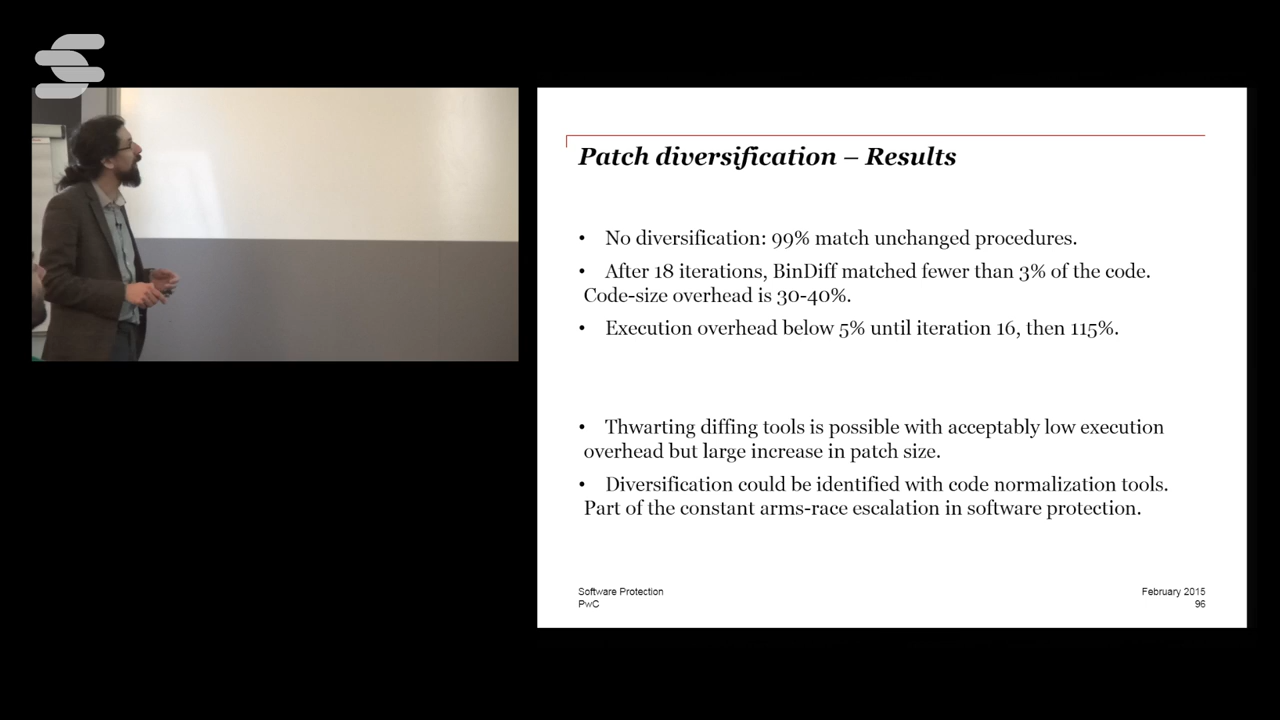 Patch diversification – Results
• No diversification: 99% match unchanged procedures.
• After 18 iterations, BinDiff matched fewer than 3% of the code.
Code-size overhead is 30-40%.
• Execution overhead below 5% until iteration 16, then 115%.
• Thwarting diffing tools is possible with acceptably low execution
overhead but large increase in patch size.
• Diversification could be identified with code normalization tools.
Part of the constant arms-race escalation in software protection.
Software Protection
PwC
February 2015
96